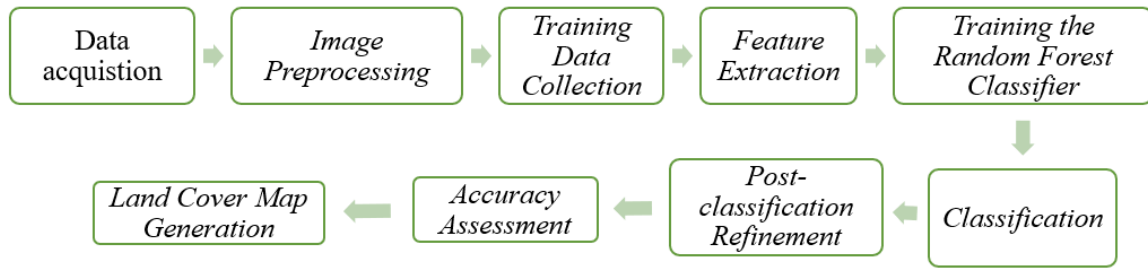 Data
acquistion
Image
Preprocessing
Training
Data
Collection
Feature
Extraction
Training the
Random Forest
Classifier
Classification
Post-
classification
Refinement
Accuracy
Assessment
Land Cover Map
Generation